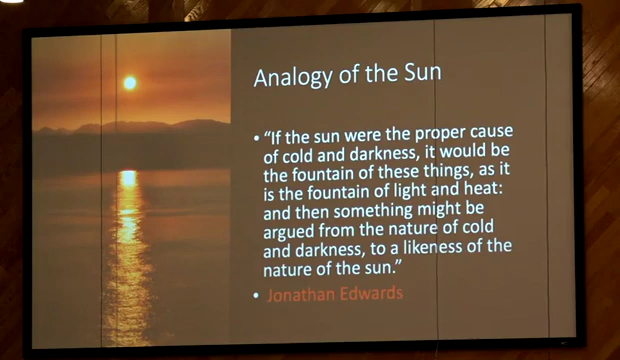 Analogy of the Sun
• “If the sun were the proper cause
of cold and darkness, it would be
the fountain of these things, as it
is the fountain of light and heat:
and then something might be
argued from the nature of cold
and darkness, to a likeness of the
nature of the sun.”
• Jonathan Edwards